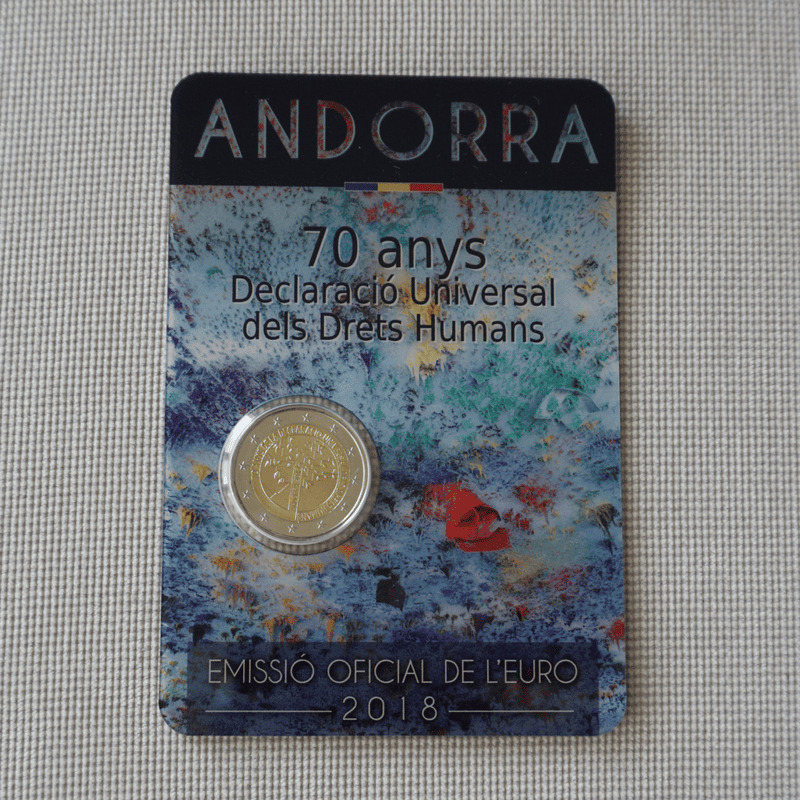 ANDORRA
70 anys
Declaració Universal
dels Drets Humans
EMISSIÓ OFICIAL DE L'EURO
2018